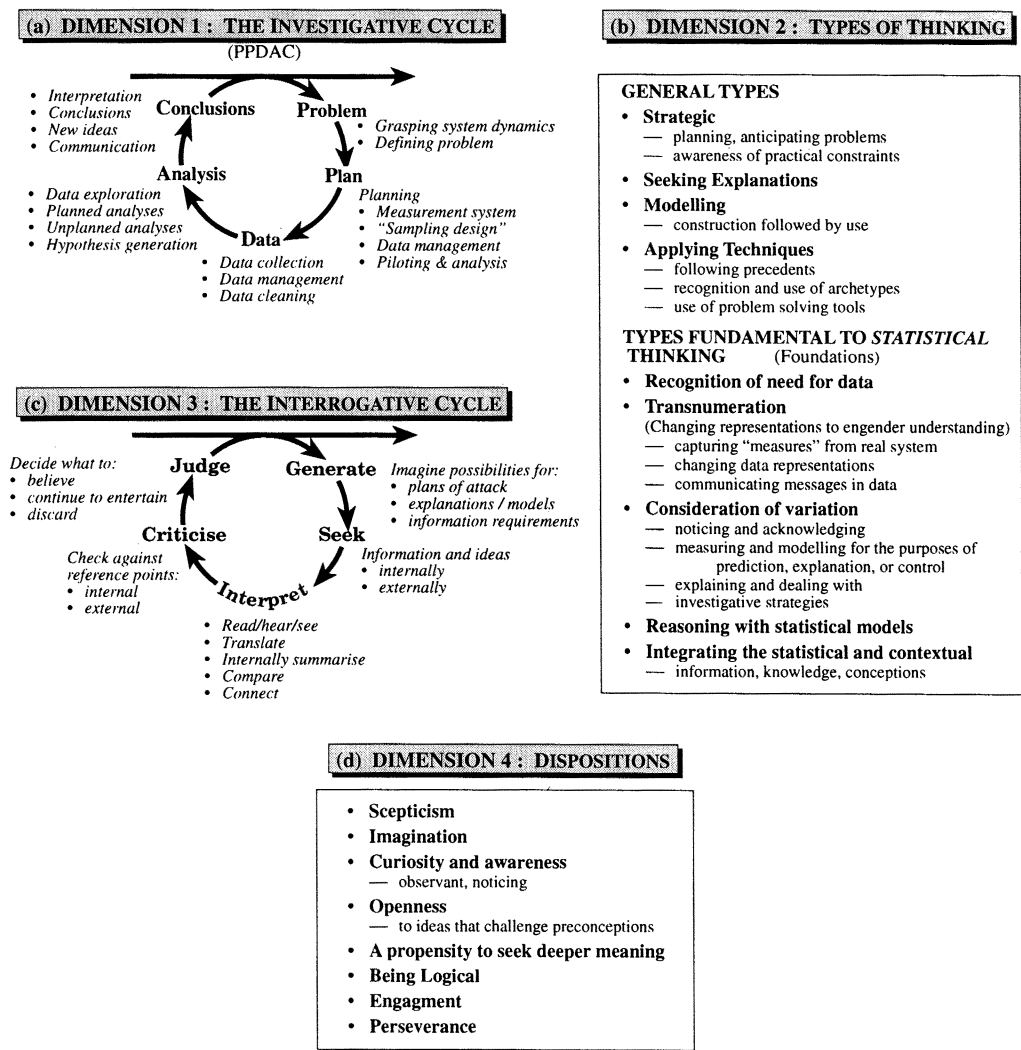 (a) DIMENSION 1 : THE INVESTIGATIVE CYCLE
(PPDAC)
• Interpretation
• Conclusions
• New ideas
• Communication
Conclusions
Problem
• Grasping system dynamics
• Defining problem
Analysis
Plan
• Data exploration
• Planned analyses
• Unplanned analyses
• Hypothesis generation
Planning
• Measurement system
• “Sampling design”
• Data management
• Piloting & analysis
Data
• Data collection
• Data management
• Data cleaning
(b) DIMENSION 2 : TYPES OF THINKING
GENERAL TYPES
• Strategic
— planning, anticipating problems
— awareness of practical constraints
• Seeking Explanations
• Modelling
— construction followed by use
• Applying Techniques
— following precedents
— recognition and use of archetypes
— use of problem solving tools
TYPES FUNDAMENTAL TO STATISTICAL
THINKING (Foundations)
• Recognition of need for data
• Transnumeration
(Changing representations to engender understanding)
— capturing “measures” from real system
— changing data representations
— communicating messages in data
• Consideration of variation
— noticing and acknowledging
— measuring and modelling for the purposes of
prediction, explanation, or control
— explaining and dealing with
— investigative strategies
• Reasoning with statistical models
• Integrating the statistical and contextual
— information, knowledge, conceptions
(c) DIMENSION 3 : THE INTERROGATIVE CYCLE
Decide what to:
• believe
• continue to entertain
• discard
Judge
Generate
Imagine possibilities for:
• plans of attack
• explanations / models
• information requirements
Criticise
Seek
Check against
reference points:
• internal
• external
Information and ideas
• internally
• externally
Interpret
• Read/hear/see
• Translate
• Internally summarise
• Compare
• Connect
(d) DIMENSION 4 : DISPOSITIONS
• Scepticism
• Imagination
• Curiosity and awareness
— observant, noticing
• Openness
— to ideas that challenge preconceptions
• A propensity to seek deeper meaning
• Being Logical
• Engagment
• Perseverance